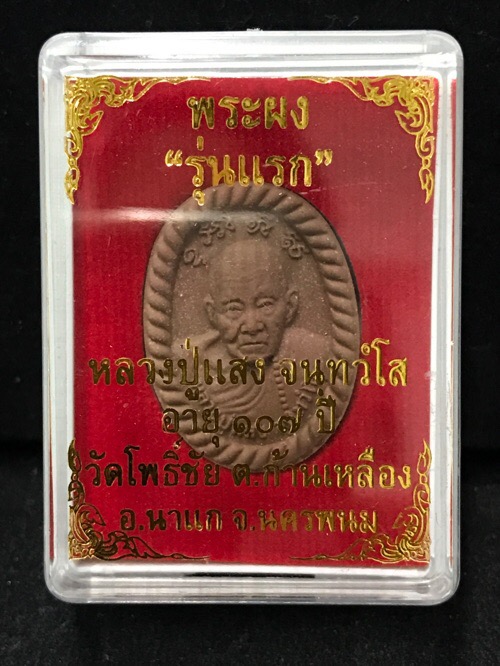 พระผง
“รุ่นแรก”
หลวงปู่แสง จนฺทวํโส
อายุ ๑๐๗ ปี
วัดโพธิ์ชัย ต.ก้านเหลือง
อ.นาแก จ.นครพนม